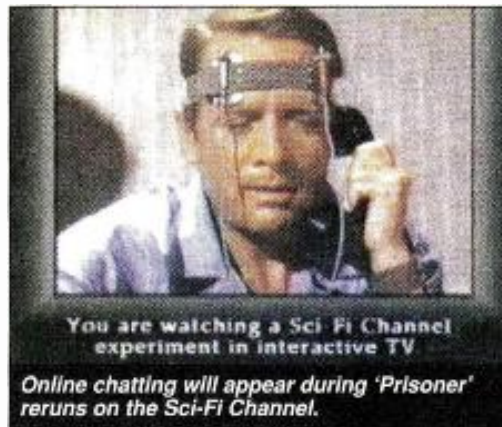 You are watching a Sci-Fi Channel
experiment in interactive TV
Online chatting will appear during 'Prisoner'
reruns on the Sci-Fi Channel.